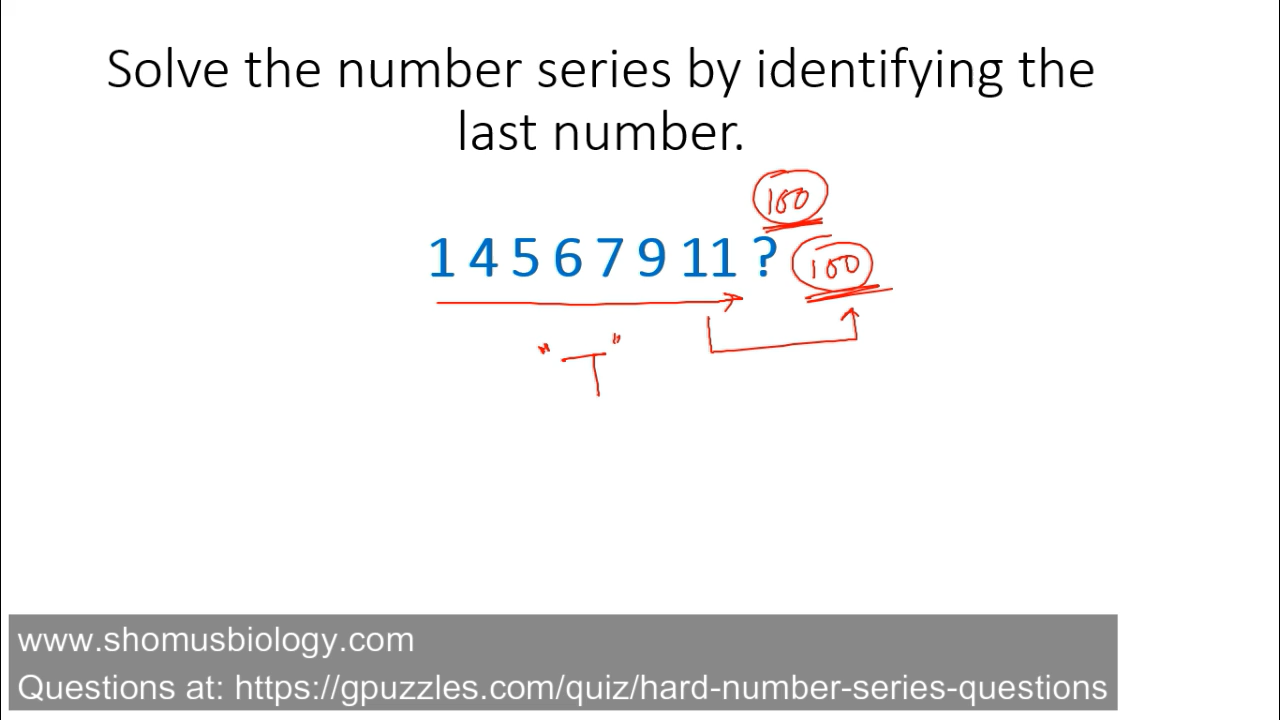 Solve the number series by identifying the
last number.
100
1 4 5 6 7 9 11 ? 100
"T"
www.shomusbiology.com
Questions at: https://gpuzzles.com/quiz/hard-number-series-questions